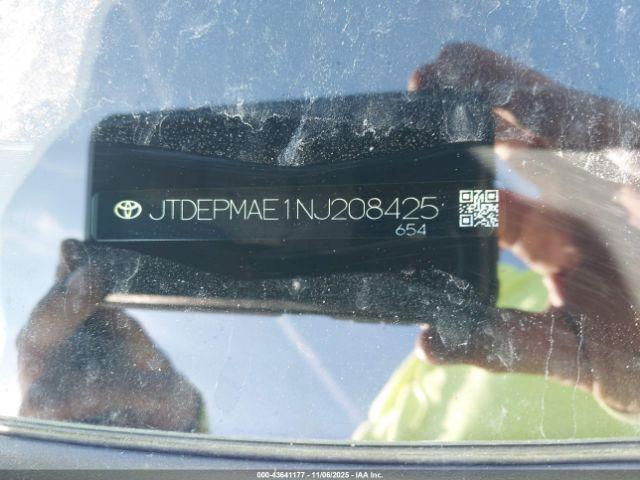 JTDEPMAE1NJ208425
654
000-43641177 - 11/06/2025 - IAA Inc.